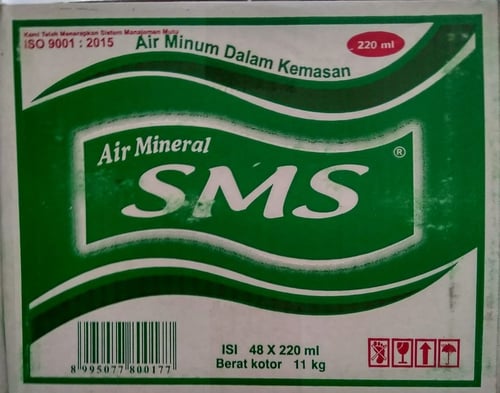 Kami Telah Menerapkan Sistem Manajemen Mutu
ISO 9001 : 2015
Air Minum Dalam Kemasan
220 ml
Air Mineral
SMS ®
ISI 48 X 220 ml
Berat kotor 11 kg
8 995077 800177